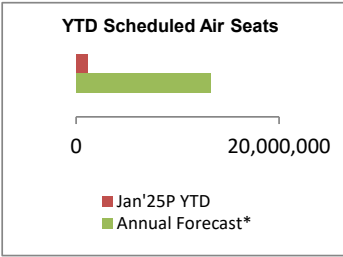 YTD Scheduled Air Seats
0 20,000,000
Jan'25P YTD
Annual Forecast*